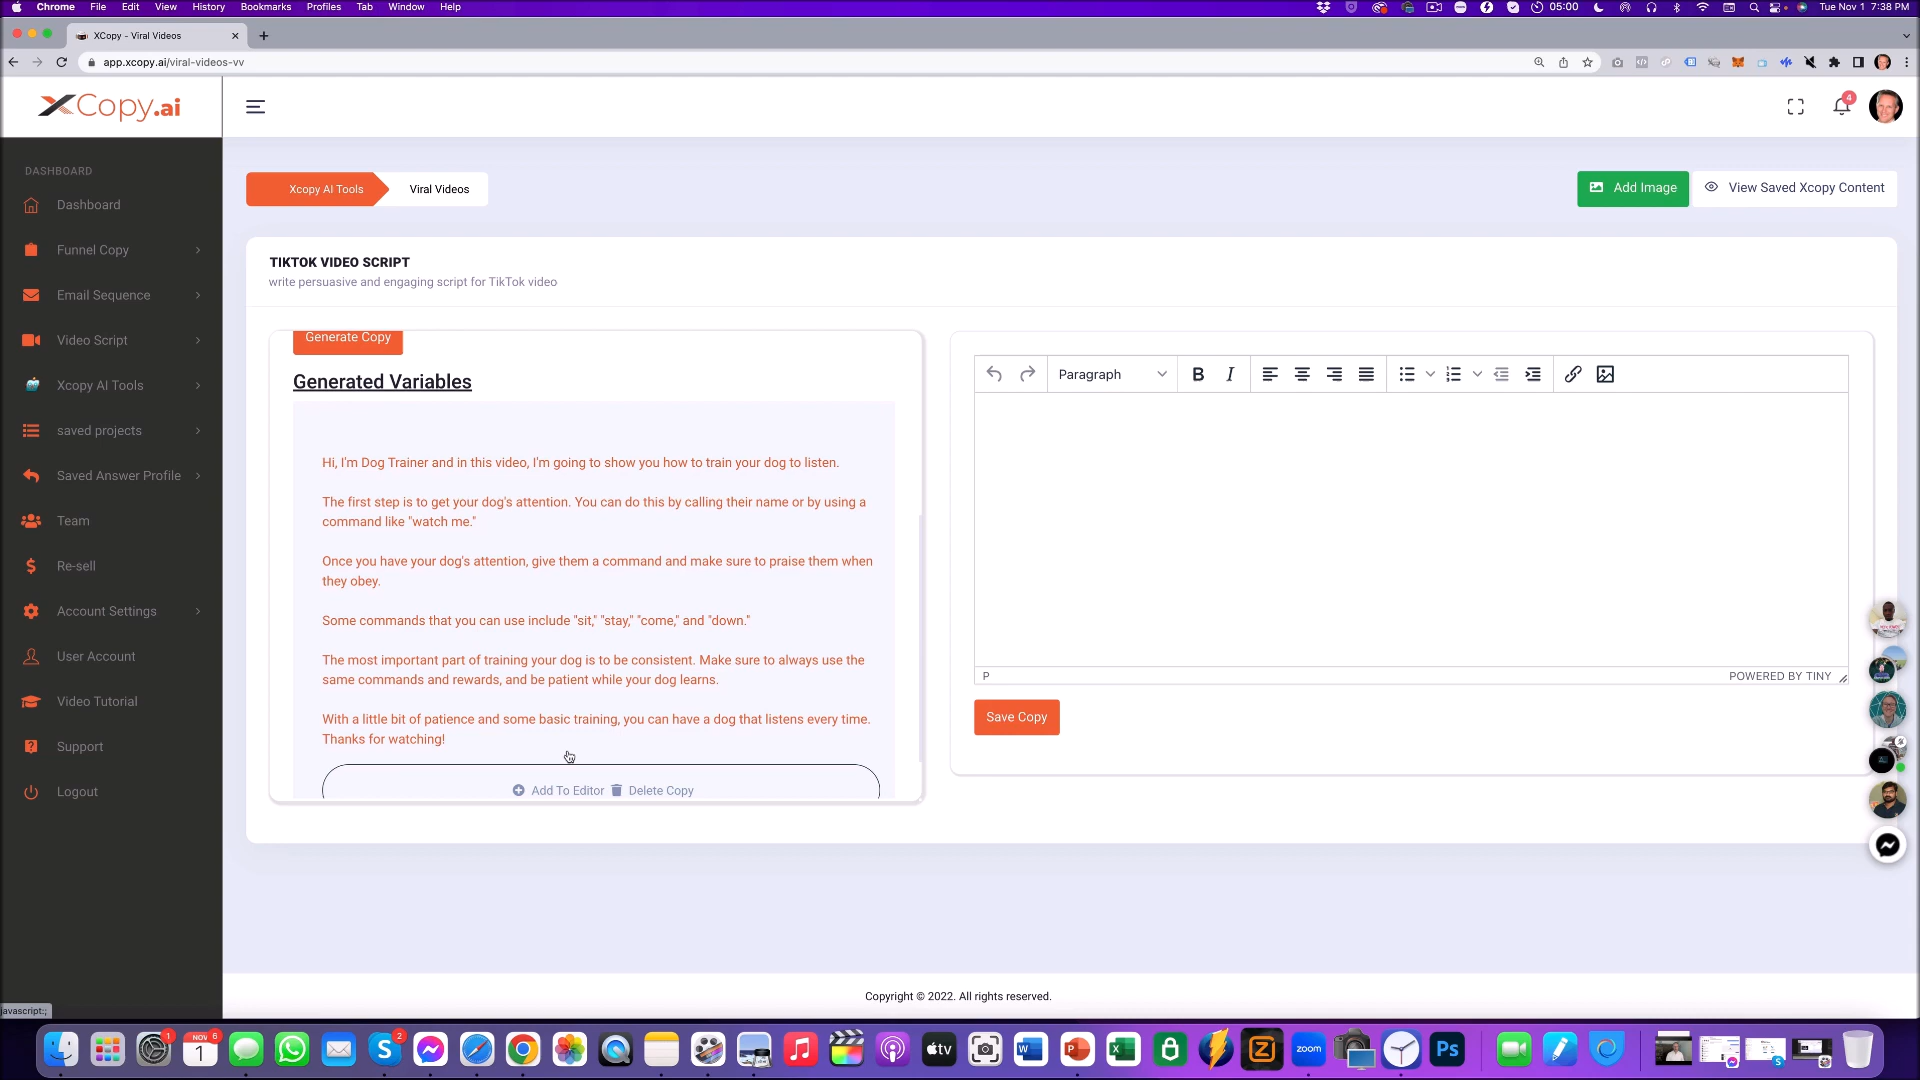 Chrome File Edit View History Bookmarks Profiles Tab Window Help 05:00 Tue Nov 1 7:38 PM
XCopy - Viral Videos
app.xcopy.ai/viral-videos-vv
XCopy.ai
4
DASHBOARD
Dashboard
Funnel Copy
Email Sequence
Video Script
Xcopy AI Tools
saved projects
Saved Answer Profile
Team
Re-sell
Account Settings
User Account
Video Tutorial
Support
Logout
javascript:;
Xcopy AI Tools Viral Videos
Add Image View Saved Xcopy Content
TIKTOK VIDEO SCRIPT
write persuasive and engaging script for TikTok video
Generate Copy
Generated Variables
Hi, I'm Dog Trainer and in this video, I'm going to show you how to train your dog to listen.
The first step is to get your dog's attention. You can do this by calling their name or by using a
command like "watch me."
Once you have your dog's attention, give them a command and make sure to praise them when
they obey.
Some commands that you can use include "sit," "stay," "come," and "down."
The most important part of training your dog is to be consistent. Make sure to always use the
same commands and rewards, and be patient while your dog learns.
With a little bit of patience and some basic training, you can have a dog that listens every time.
Thanks for watching!
Add To Editor Delete Copy
Paragraph B I
P POWERED BY TINY
Save Copy
Copyright © 2022. All rights reserved.
1 NOV 6 1 2 tv W P X Z zoom Ps